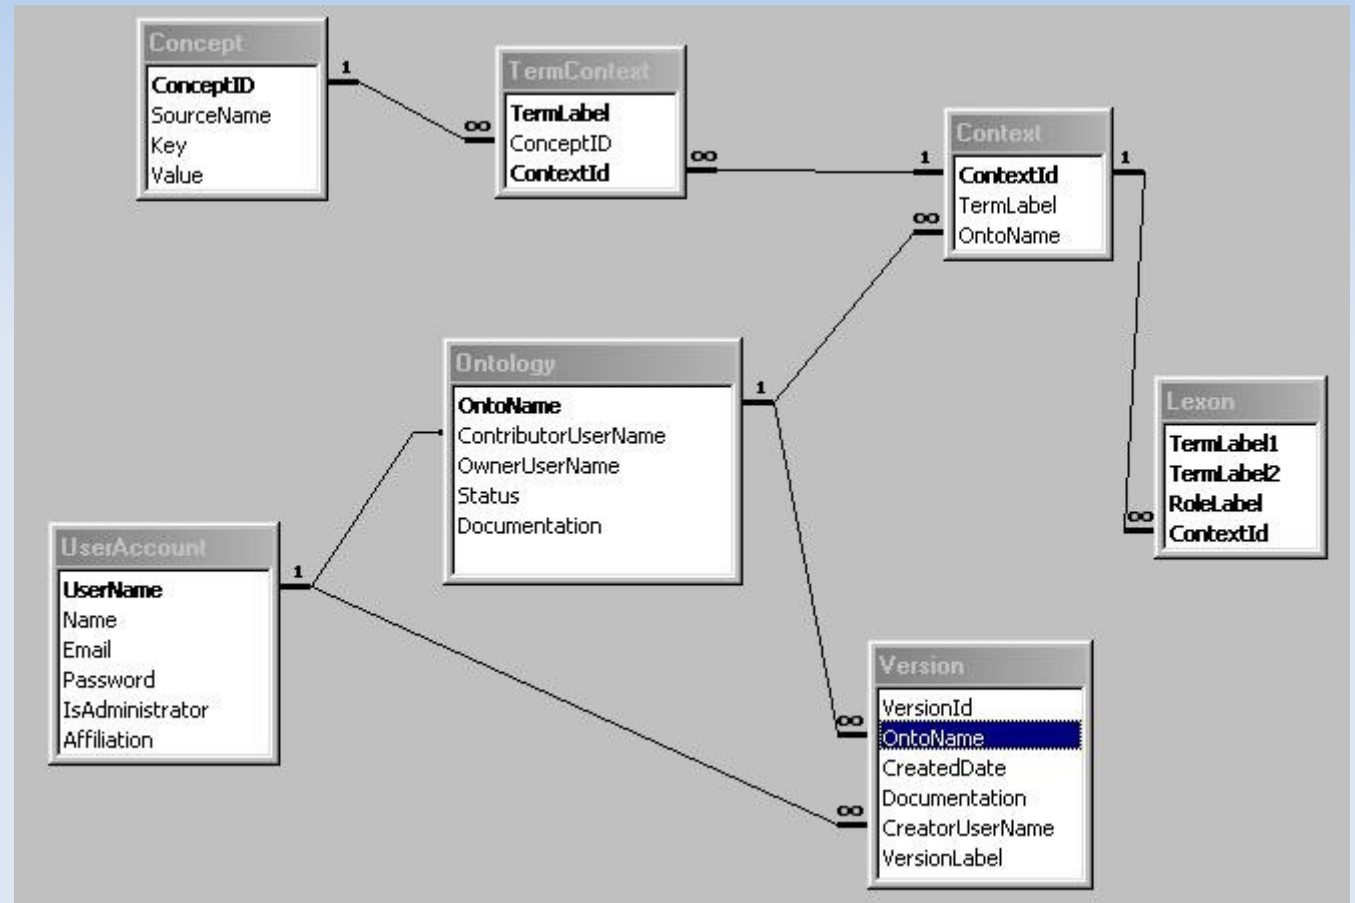 Concept
ConceptID
SourceName
Key
Value
1
∞
TermContext
TermLabel
ConceptID
ContextId
∞
1
Context
ContextId
TermLabel
OntoName
1
∞
Ontology
OntoName
ContributorUserName
OwnerUserName
Status
Documentation
1
Lexon
TermLabel1
TermLabel2
RoleLabel
ContextId
∞
UserAccount
UserName
Name
Email
Password
IsAdministrator
Affiliation
1
Version
VersionId
OntoName
CreatedDate
Documentation
CreatorUserName
VersionLabel
∞
∞